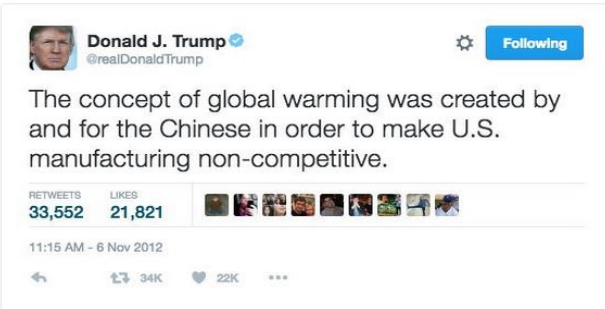 Donald J. Trump
@realDonaldTrump
Following
The concept of global warming was created by
and for the Chinese in order to make U.S.
manufacturing non-competitive.
RETWEETS LIKES
33,552 21,821
11:15 AM - 6 Nov 2012
34K 22K